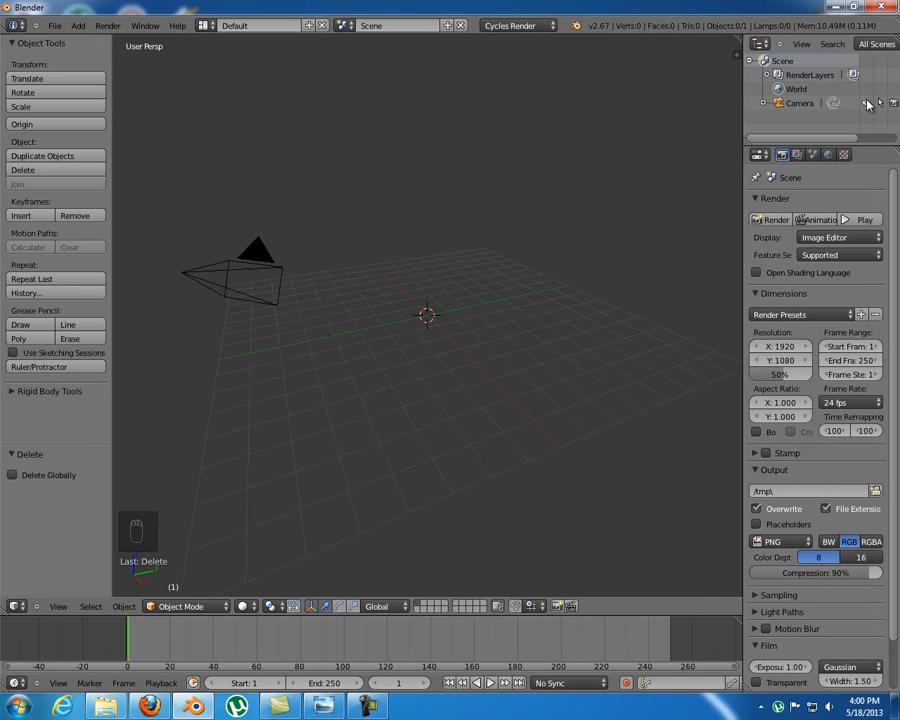 Blender
File Add Render Window Help Default Scene Cycles Render v2.67 | Verts:0 | Faces:0 | Tris:0 | Objects:0/1 | Lamps:0/0 | Mem:10.49M (0.11M)
Object Tools
Transform:
Translate
Rotate
Scale
Origin
Object:
Duplicate Objects
Delete
Join
Keyframes:
Insert Remove
Motion Paths:
Calculate Clear
Repeat:
Repeat Last
History...
Grease Pencil:
Draw Line
Poly Erase
Use Sketching Sessions
Ruler/Protractor
Rigid Body Tools
Delete
Delete Globally
User Persp
Last: Delete
(1)
View Select Object Object Mode Global
-40 -20 0 20 40 60 80 100 120 140 160 180 200 220 240 260
View Marker Frame Playback Start: 1 End: 250 1 No Sync
View Search All Scenes
Scene
RenderLayers |
World
Camera |
Scene
Render
Render Animatio Play
Display: Image Editor
Feature Se Supported
Open Shading Language
Dimensions
Render Presets
Resolution: Frame Range:
X: 1920 Start Fram: 1
Y: 1080 End Fra: 250
50% Frame Ste: 1
Aspect Ratio: Frame Rate:
X: 1.000 24 fps
Y: 1.000 Time Remapping
Bo Cro 100 100
Stamp
Output
/tmp\
Overwrite File Extensio
Placeholders
PNG BW RGB RGBA
Color Dept 8 16
Compression: 90%
Sampling
Light Paths
Motion Blur
Film
Exposu: 1.00 Gaussian
Transparent Width: 1.50
4:00 PM
5/18/2013